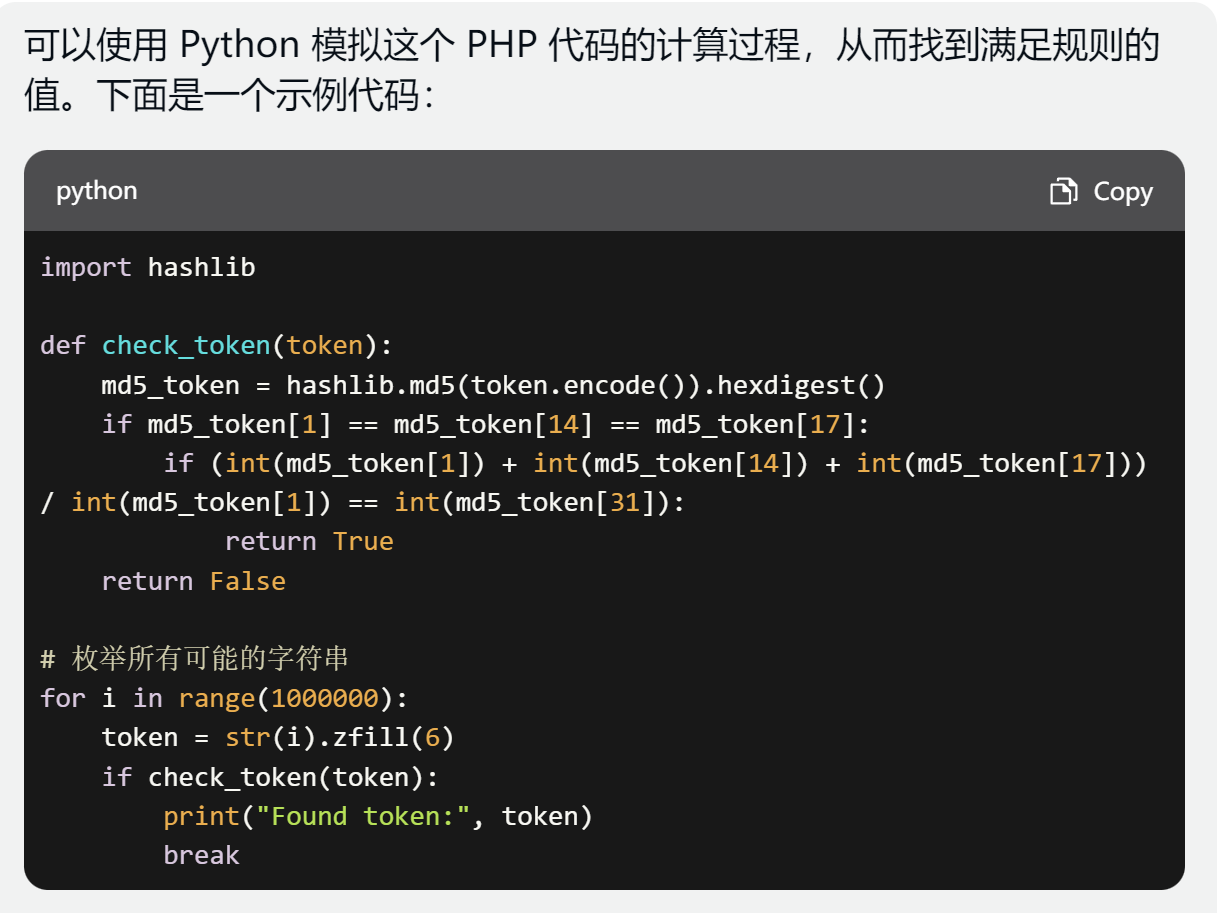 可以使用 Python 模拟这个 PHP 代码的计算过程，从而找到满足规则的
值。下面是一个示例代码：
python
Copy
import hashlib
def check_token(token):
    md5_token = hashlib.md5(token.encode()).hexdigest()
    if md5_token[1] == md5_token[14] == md5_token[17]:
        if (int(md5_token[1]) + int(md5_token[14]) + int(md5_token[17]))
/ int(md5_token[1]) == int(md5_token[31]):
            return True
    return False
# 枚举所有可能的字符串
for i in range(1000000):
    token = str(i).zfill(6)
    if check_token(token):
        print("Found token:", token)
        break